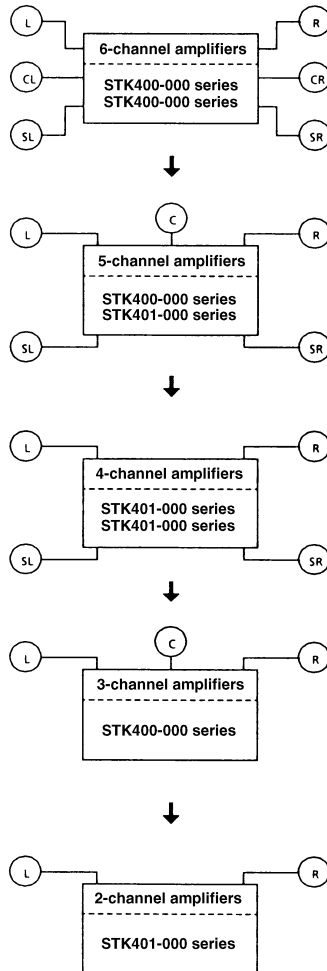 L R
6-channel amplifiers
CL CR
STK400-000 series
STK400-000 series
SL SR
C
L R
5-channel amplifiers
STK400-000 series
STK401-000 series
SL SR
L R
4-channel amplifiers
STK401-000 series
STK401-000 series
SL SR
C
L R
3-channel amplifiers
STK400-000 series
L R
2-channel amplifiers
STK401-000 series